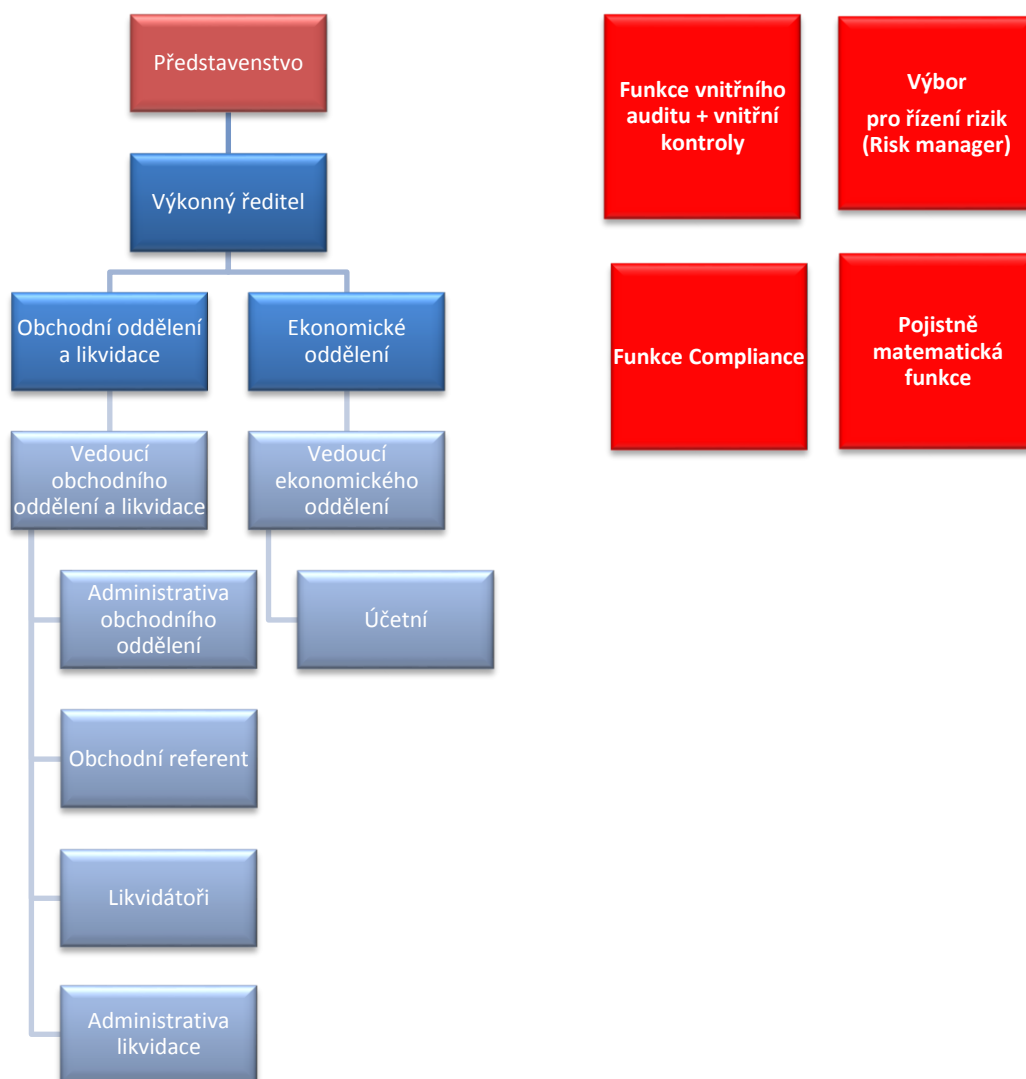 Představenstvo
Výkonný ředitel
Obchodní oddělení
a likvidace
Ekonomické
oddělení
Vedoucí
obchodního
oddělení a likvidace
Vedoucí
ekonomického
oddělení
Administrativa
obchodního
oddělení
Účetní
Obchodní referent
Likvidátoři
Administrativa
likvidace
Funkce vnitřního
auditu + vnitřní
kontroly
Výbor
pro řízení rizik
(Risk manager)
Funkce Compliance
Pojistně
matematická
funkce